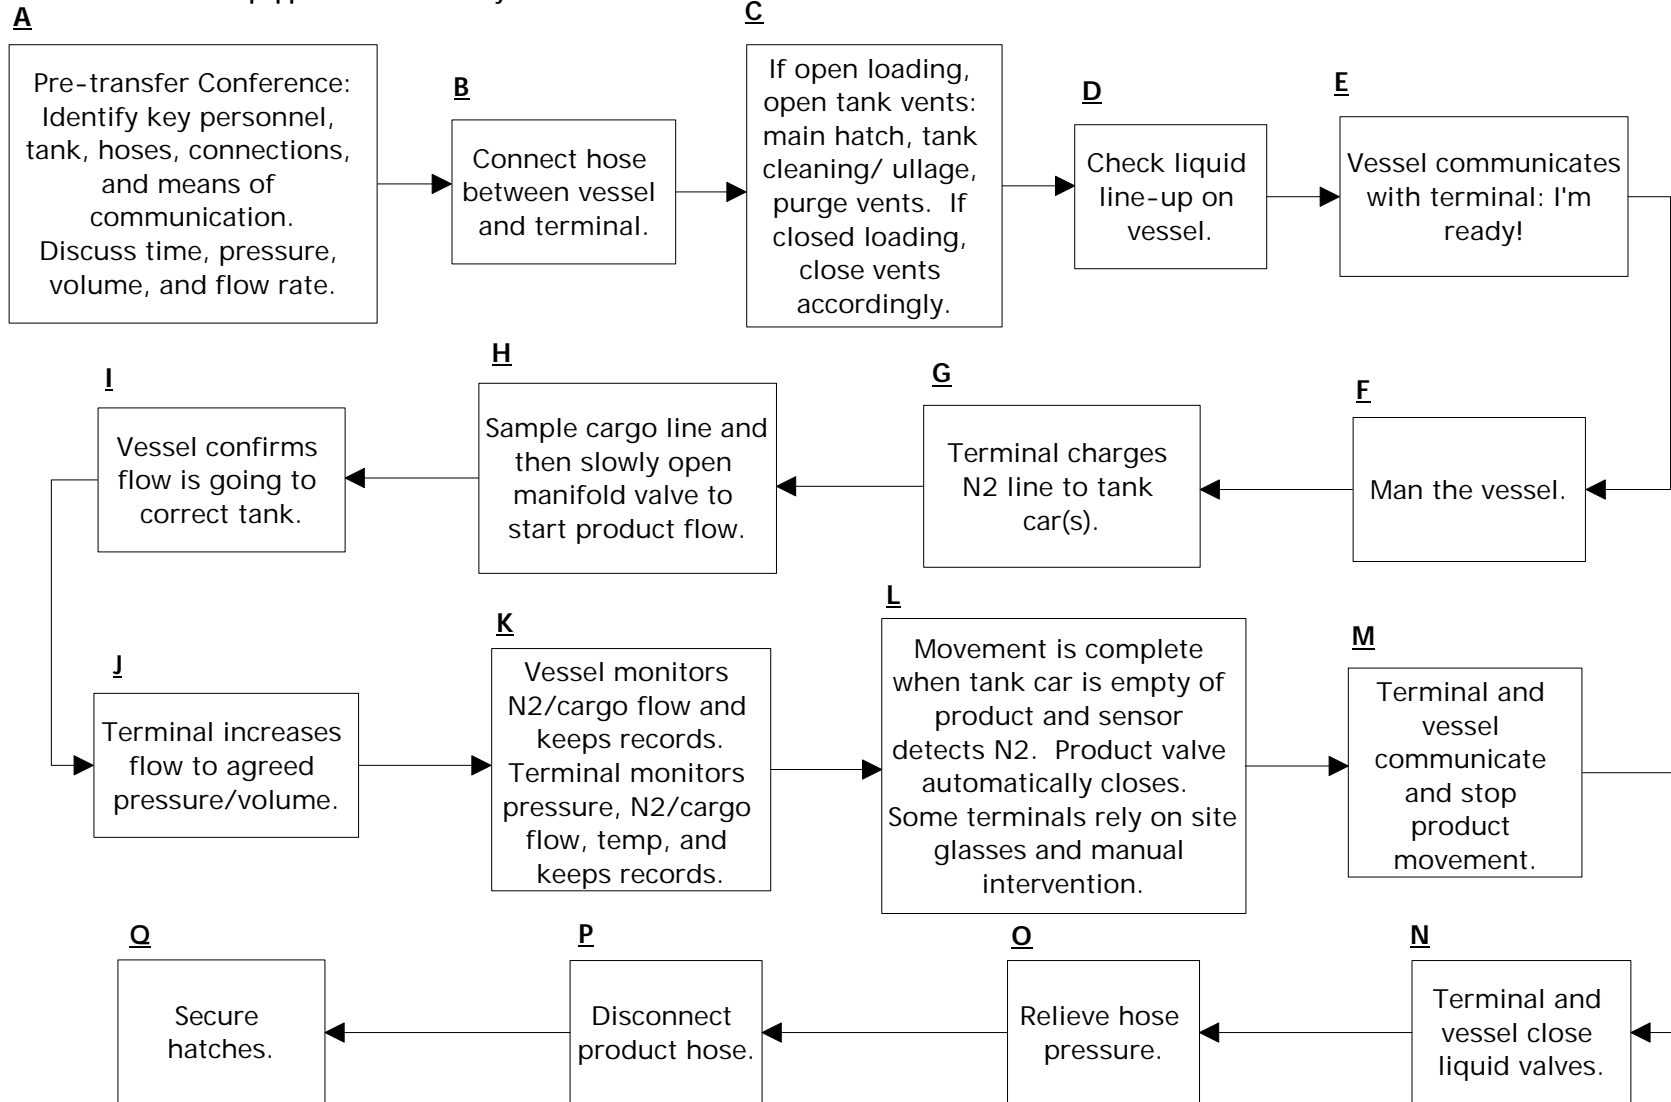 A
Pre-transfer Conference:
Identify key personnel,
tank, hoses, connections,
and means of
communication.
Discuss time, pressure,
volume, and flow rate.
B
Connect hose
between vessel
and terminal.
C
If open loading,
open tank vents:
main hatch, tank
cleaning/ ullage,
purge vents.  If
closed loading,
close vents
accordingly.
D
Check liquid
line-up on
vessel.
E
Vessel communicates
with terminal: I'm
ready!
F
Man the vessel.
G
Terminal charges
N2 line to tank
car(s).
H
Sample cargo line and
then slowly open
manifold valve to
start product flow.
I
Vessel confirms
flow is going to
correct tank.
J
Terminal increases
flow to agreed
pressure/volume.
K
Vessel monitors
N2/cargo flow and
keeps records.
Terminal monitors
pressure, N2/cargo
flow, temp, and
keeps records.
L
Movement is complete
when tank car is empty of
product and sensor
detects N2.  Product valve
automatically closes.
Some terminals rely on site
glasses and manual
intervention.
M
Terminal and
vessel
communicate
and stop
product
movement.
N
Terminal and
vessel close
liquid valves.
O
Relieve hose
pressure.
P
Disconnect
product hose.
Q
Secure
hatches.